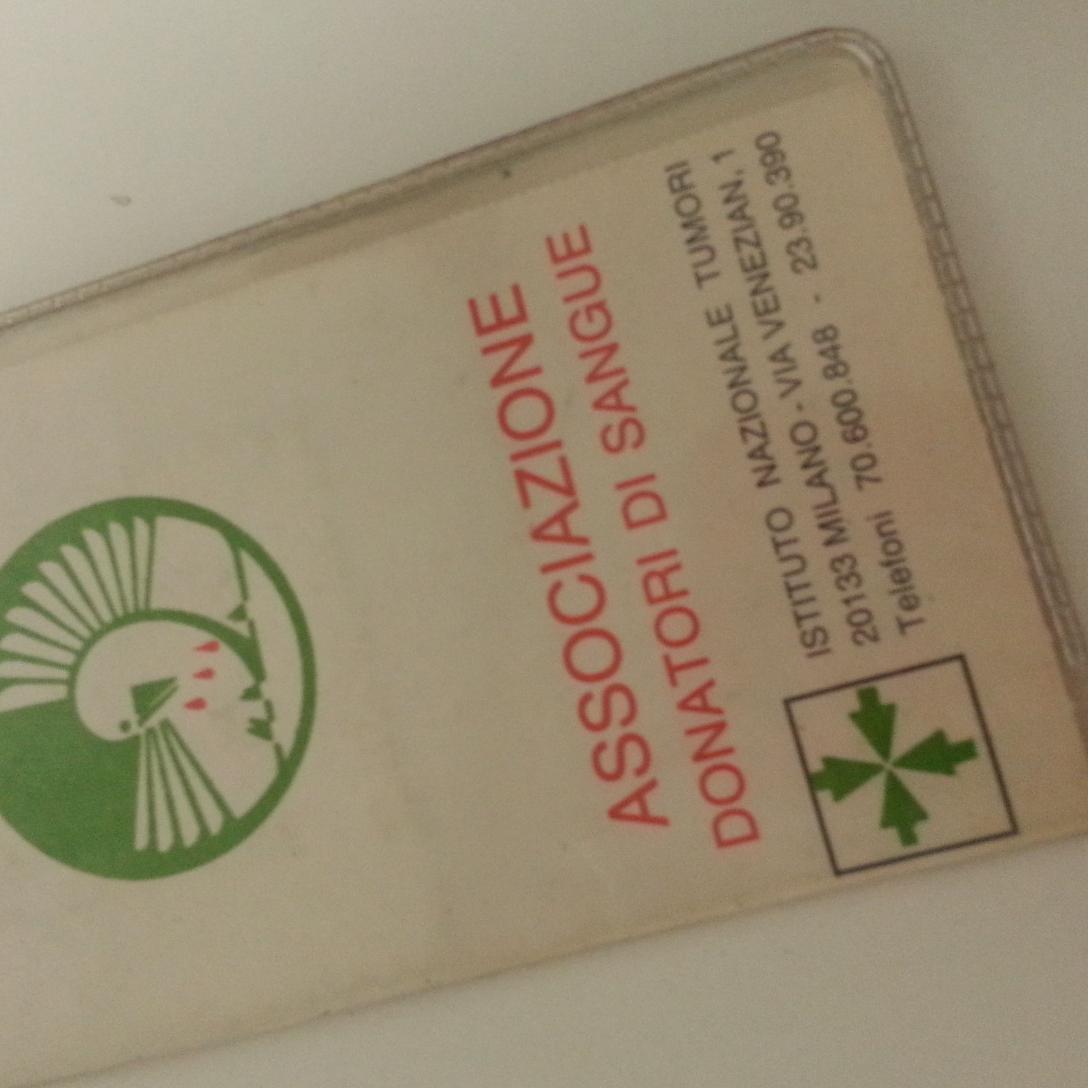 ASSOCIAZIONE
DONATORI DI SANGUE
ISTITUTO NAZIONALE TUMORI
20133 MILANO - VIA VENEZIAN, 1
Telefoni 70.600.848 - 23.90.390